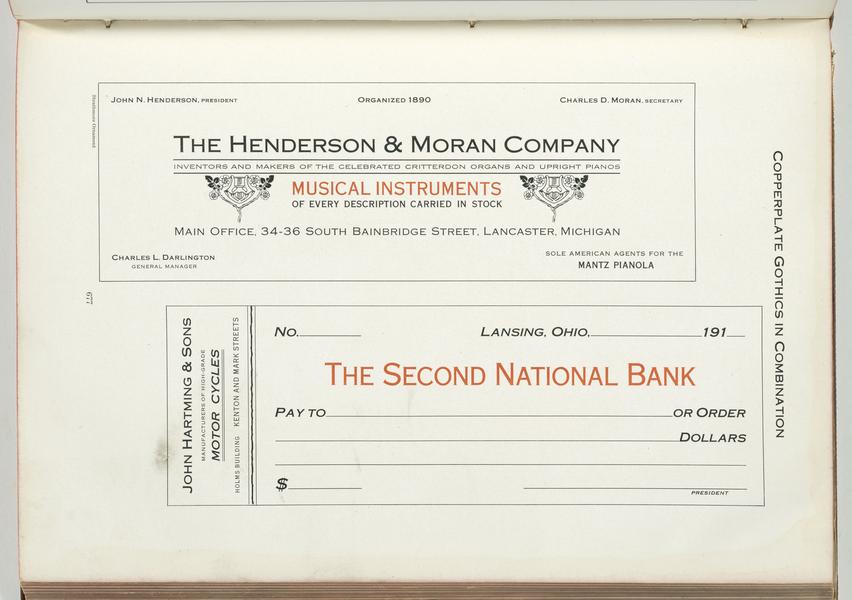 COPPERPLATE GOTHICS IN COMBINATION
JOHN N. HENDERSON, PRESIDENT
ORGANIZED 1890
CHARLES D. MORAN, SECRETARY
THE HENDERSON & MORAN COMPANY
INVENTORS AND MAKERS OF THE CELEBRATED CRITTERDON ORGANS AND UPRIGHT PIANOS
MUSICAL INSTRUMENTS
OF EVERY DESCRIPTION CARRIED IN STOCK
MAIN OFFICE, 34-36 SOUTH BAINBRIDGE STREET, LANCASTER, MICHIGAN
CHARLES L. DARLINGTON
GENERAL MANAGER
SOLE AMERICAN AGENTS FOR THE
MANTZ PIANOLA
Strathmore Ornament
JOHN HARTMING & SONS
MANUFACTURERS OF HIGH-GRADE
MOTOR CYCLES
HOLMS BUILDING KENTON AND MARK STREETS
NO. LANSING, OHIO, 191
THE SECOND NATIONAL BANK
PAY TO OR ORDER
DOLLARS
$
PRESIDENT
677